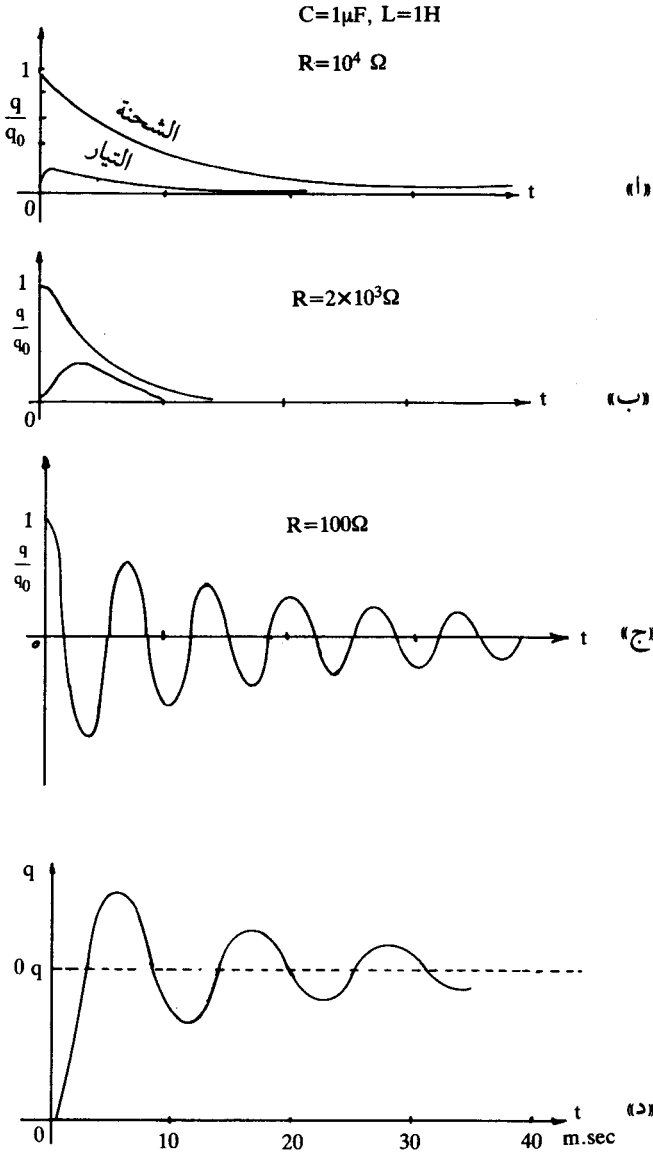 C=1μF, L=1H
R=10⁴ Ω
1
q
q₀
الشحنة
التيار
0
t
«أ»
1
q
q₀
R=2×10³Ω
0
t
«ب»
1
q
q₀
R=100Ω
0
t
«ج»
q
0 q
t
«د»
0 10 20 30 40 m.sec